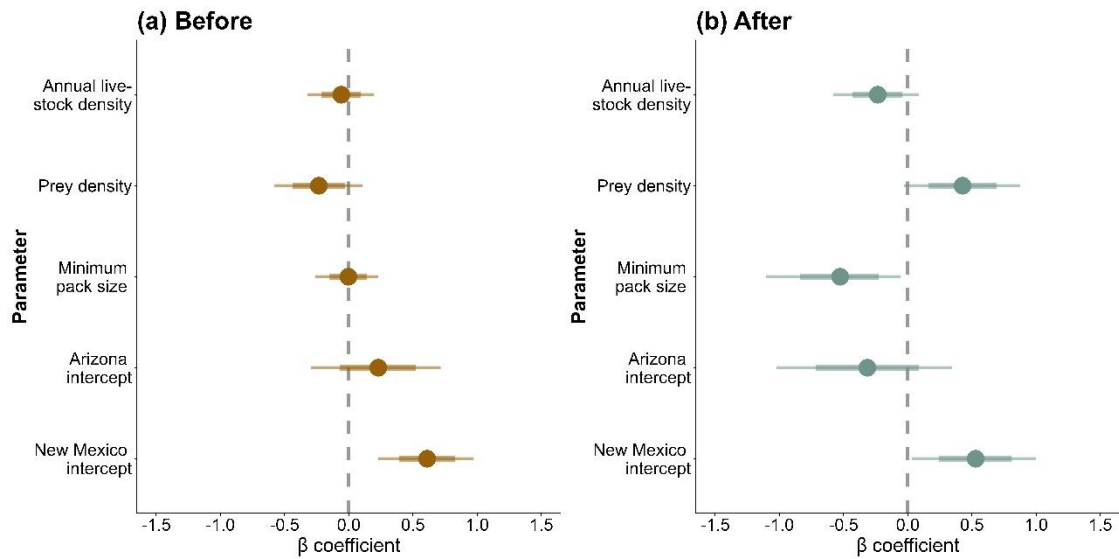 (a) Before
Parameter
Annual live-
stock density
Prey density
Minimum
pack size
Arizona
intercept
New Mexico
intercept
-1.5 -1.0 -0.5 0.0 0.5 1.0 1.5
β coefficient
(b) After
Parameter
Annual live-
stock density
Prey density
Minimum
pack size
Arizona
intercept
New Mexico
intercept
-1.5 -1.0 -0.5 0.0 0.5 1.0 1.5
β coefficient